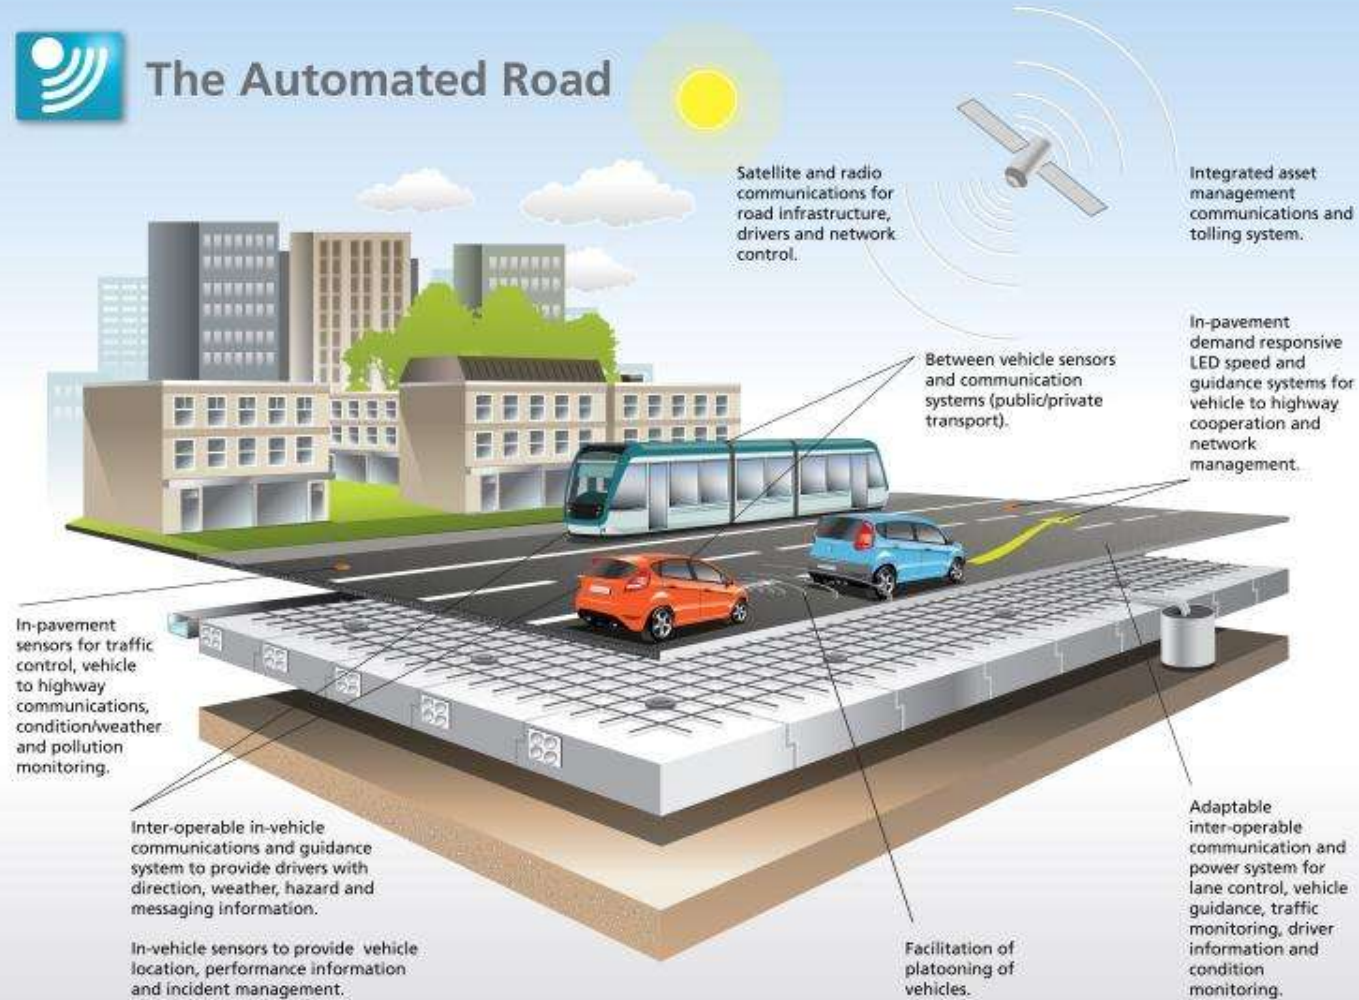 The Automated Road
Satellite and radio
communications for
road infrastructure,
drivers and network
control.
Integrated asset
management
communications and
tolling system.
In-pavement
demand responsive
LED speed and
guidance systems for
vehicle to highway
cooperation and
network
management.
Between vehicle sensors
and communication
systems (public/private
transport).
In-pavement
sensors for traffic
control, vehicle
to highway
communications,
condition/weather
and pollution
monitoring.
Inter-operable in-vehicle
communications and guidance
system to provide drivers with
direction, weather, hazard and
messaging information.
In-vehicle sensors to provide vehicle
location, performance information
and incident management.
Facilitation of
platooning of
vehicles.
Adaptable
inter-operable
communication and
power system for
lane control, vehicle
guidance, traffic
monitoring, driver
information and
condition
monitoring.